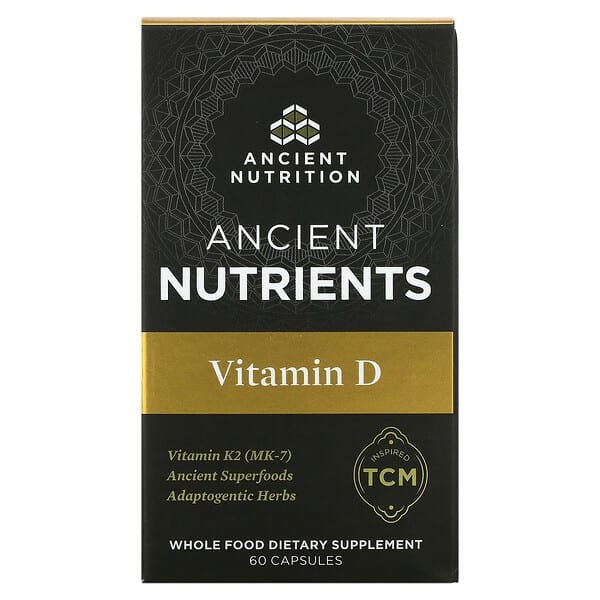 ANCIENT
NUTRITION
ANCIENT
NUTRIENTS
Vitamin D
Vitamin K2 (MK-7)
Ancient Superfoods
Adaptogentic Herbs
INSPIRED
TCM
WHOLE FOOD DIETARY SUPPLEMENT
60 CAPSULES